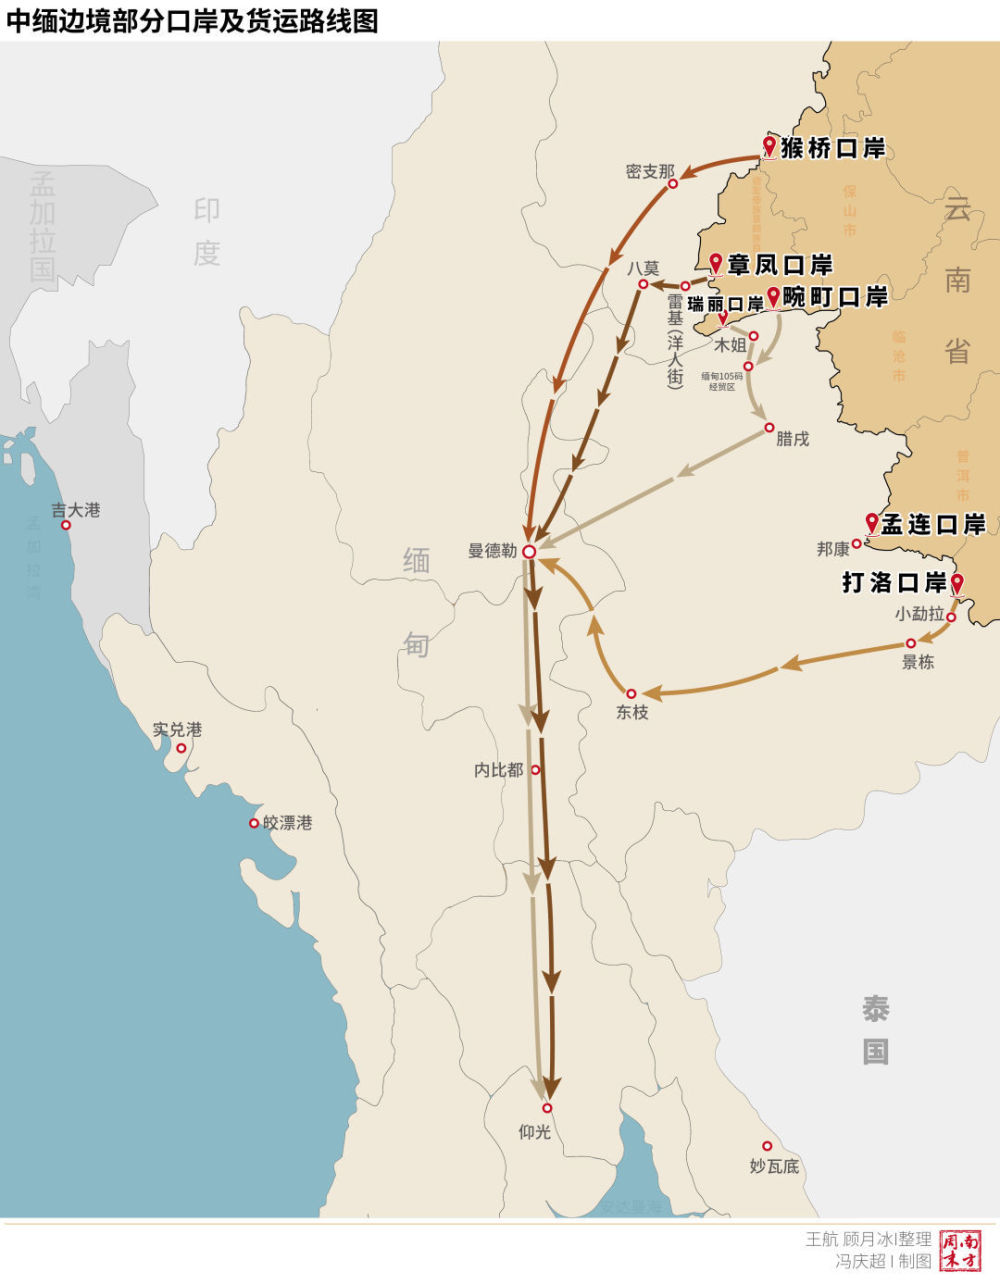 中缅边境部分口岸及货运路线图
猴桥口岸
密支那
孟加拉国
印度
保山市
云南省
章凤口岸
八莫
雷基(洋人街)
瑞丽口岸
畹町口岸
木姐
缅甸105码
经贸区
临沧市
腊戌
普洱市
吉大港
孟加拉湾
孟连口岸
邦康
曼德勒
缅甸
打洛口岸
小勐拉
景栋
东枝
实兑港
内比都
皎漂港
泰国
仰光
妙瓦底
安达曼海
王航 顾月冰|整理
冯庆超 | 制图
南方周末